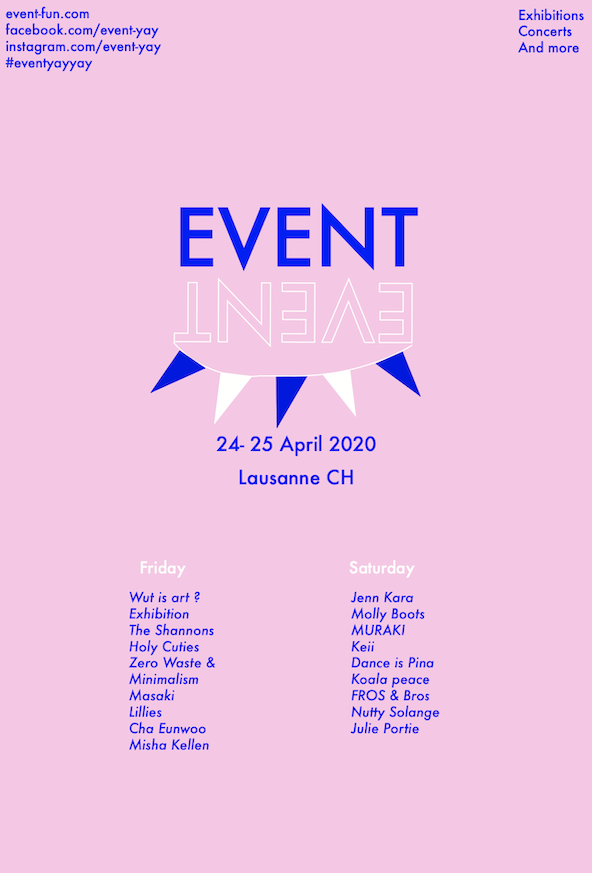 event-fun.com
facebook.com/event-yay
instagram.com/event-yay
#eventyayyay
Exhibitions
Concerts
And more
EVENT
EVENT
24- 25 April 2020
Lausanne CH
Friday
Wut is art ?
Exhibition
The Shannons
Holy Cuties
Zero Waste &
Minimalism
Masaki
Lillies
Cha Eunwoo
Misha Kellen
Saturday
Jenn Kara
Molly Boots
MURAKI
Keii
Dance is Pina
Koala peace
FROS & Bros
Nutty Solange
Julie Portie